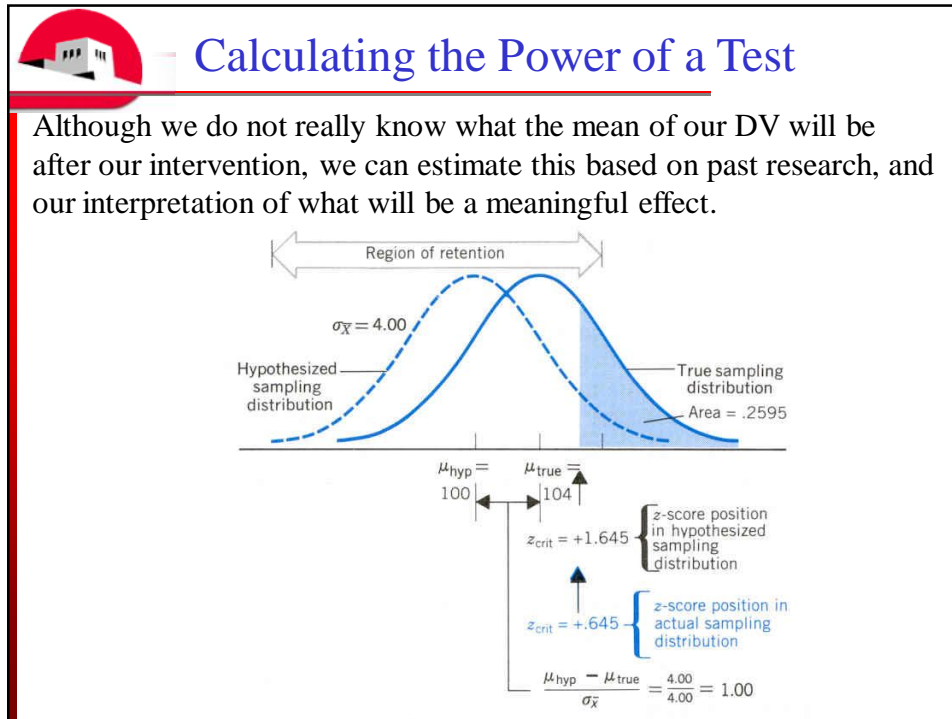 Calculating the Power of a Test
Although we do not really know what the mean of our DV will be
after our intervention, we can estimate this based on past research, and
our interpretation of what will be a meaningful effect.
Region of retention
σX̄ = 4.00
Hypothesized
sampling
distribution
True sampling
distribution
Area = .2595
μhyp = μtrue =
100 104
zcrit = +1.645
z-score position
in hypothesized
sampling
distribution
zcrit = +.645
z-score position in
actual sampling
distribution
μhyp − μtrue / σx̄ = 4.00 / 4.00 = 1.00